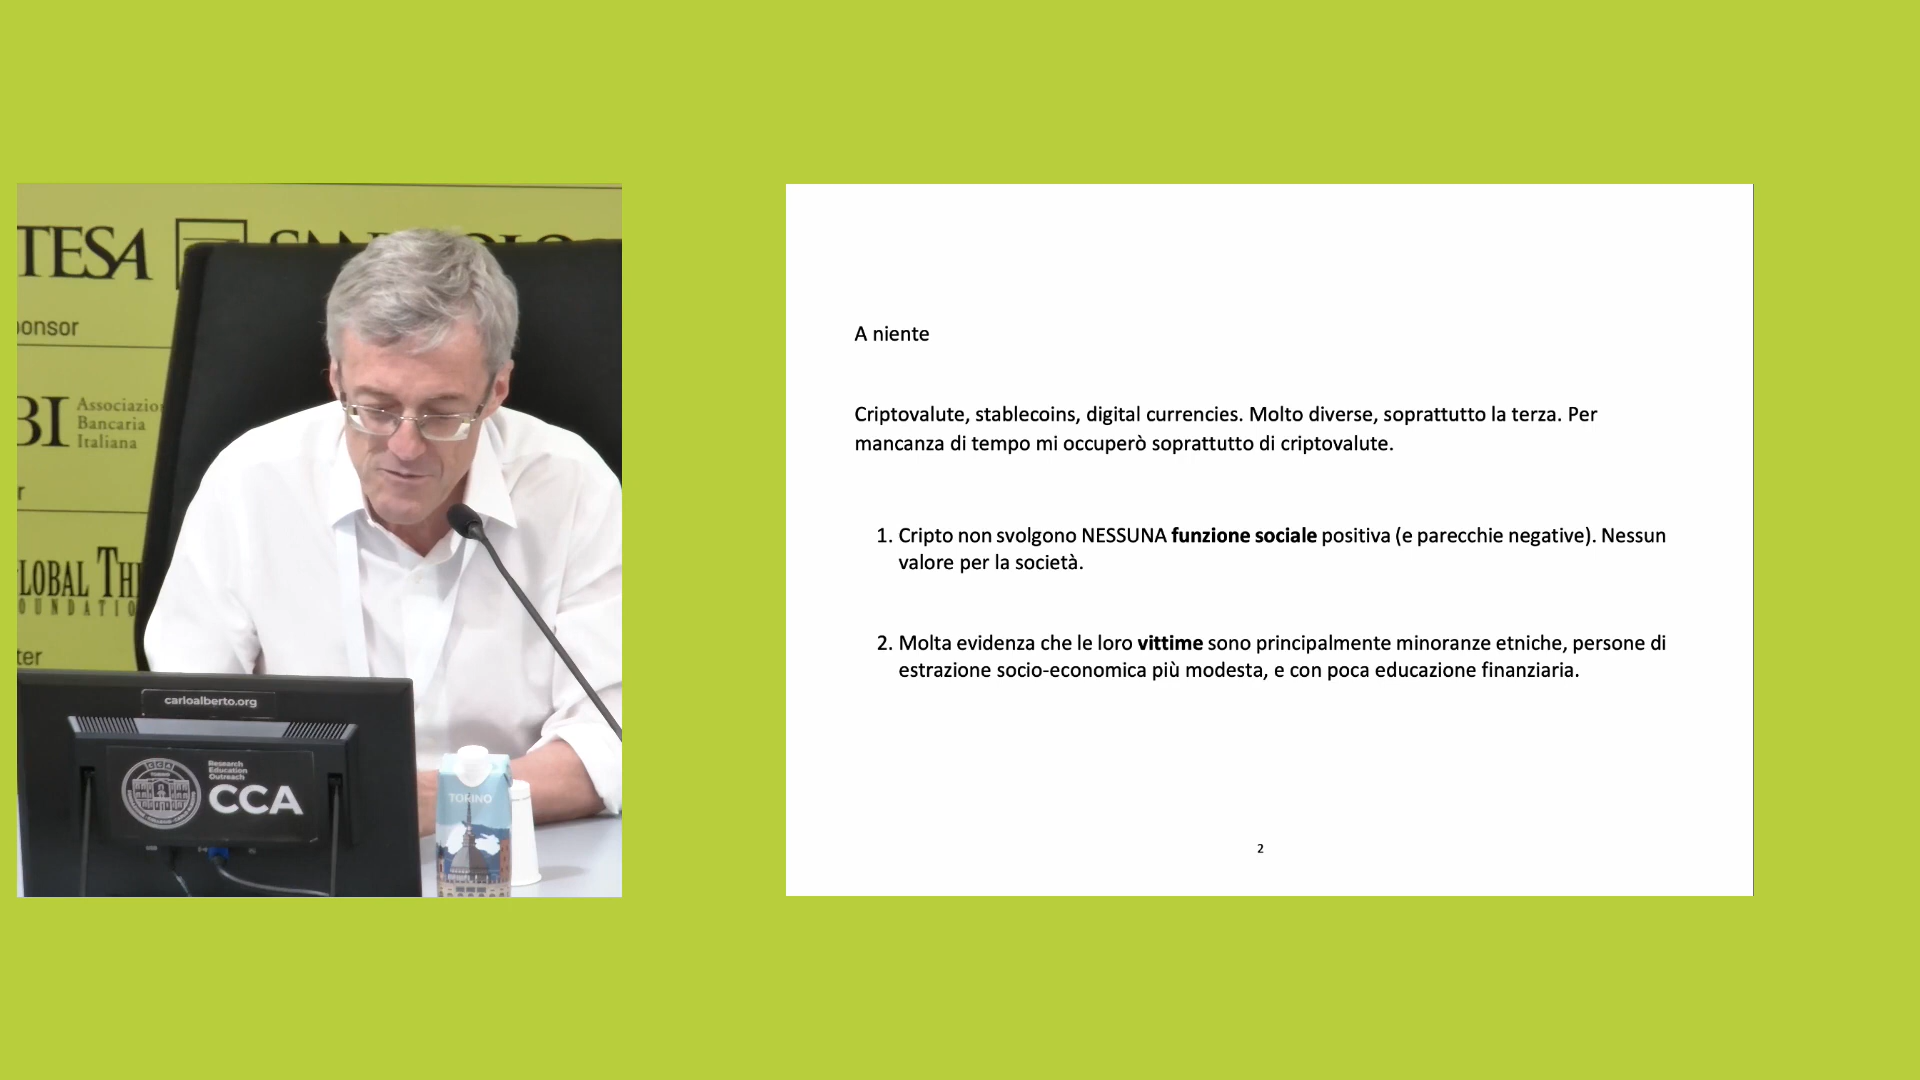 TESA
onsor
BI
Associazio
Bancaria
Italiana
r
LOBAL TH
OUNDATIO
ter
carloalberto.org
CCA
Research
Education
Outreach
CCA
TORINO
A niente
Criptovalute, stablecoins, digital currencies. Molto diverse, soprattutto la terza. Per
mancanza di tempo mi occuperò soprattutto di criptovalute.
1. Cripto non svolgono NESSUNA funzione sociale positiva (e parecchie negative). Nessun
valore per la società.
2. Molta evidenza che le loro vittime sono principalmente minoranze etniche, persone di
estrazione socio-economica più modesta, e con poca educazione finanziaria.
2